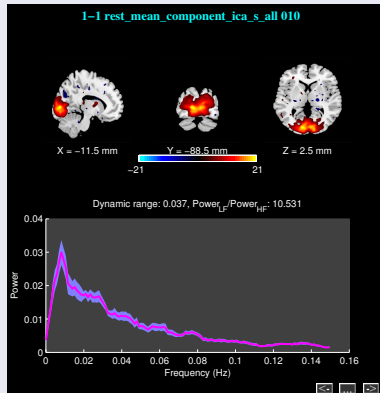 1-1 rest_mean_component_ica_s_all 010
X = -11.5 mm Y = -88.5 mm Z = 2.5 mm
-21 21
Dynamic range: 0.037, PowerLF/PowerHF: 10.531
0.04
0.03
0.02
0.01
0
Power
0 0.02 0.04 0.06 0.08 0.1 0.12 0.14 0.16
Frequency (Hz)
<- ... ->